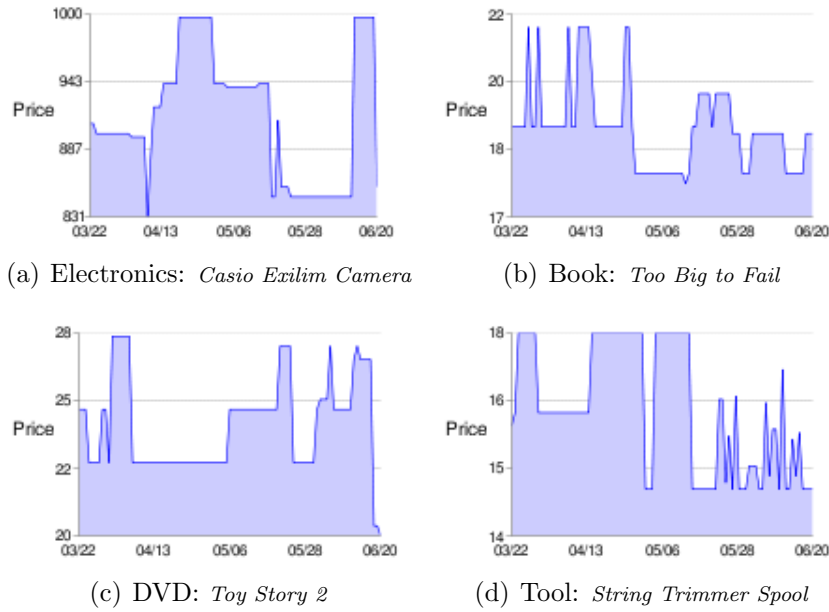 1000
943
Price
887
831
03/22 04/13 05/06 05/28 06/20
(a) Electronics: Casio Exilim Camera
22
20
Price
18
17
03/22 04/13 05/06 05/28 06/20
(b) Book: Too Big to Fail
28
25
Price
22
20
03/22 04/13 05/06 05/28 06/20
(c) DVD: Toy Story 2
18
16
Price
15
14
03/22 04/13 05/06 05/28 06/20
(d) Tool: String Trimmer Spool